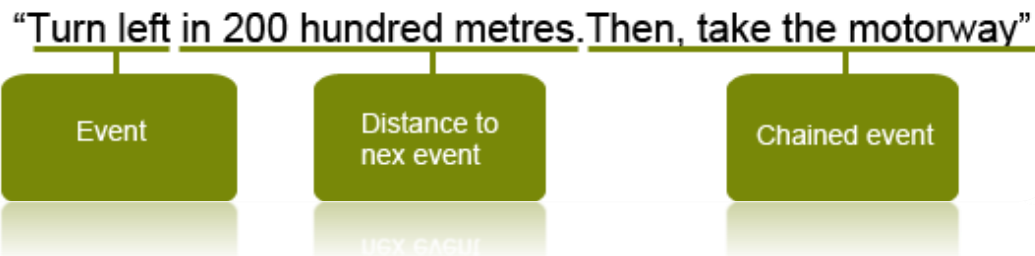 “Turn left in 200 hundred metres.Then, take the motorway”
Event
Distance to
nex event
Chained event